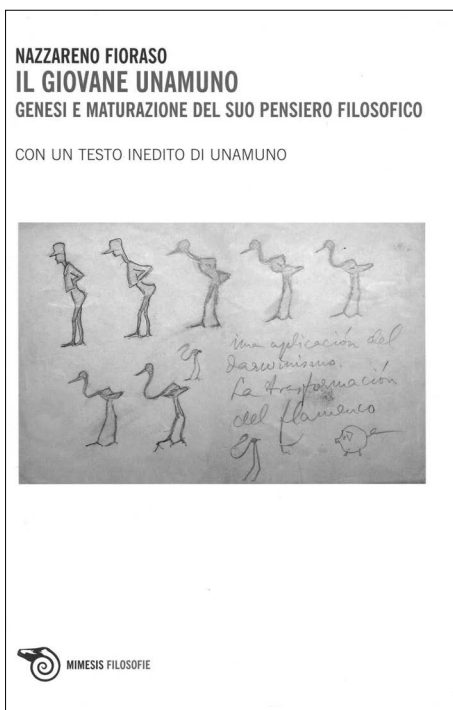 NAZZARENO FIORASO
IL GIOVANE UNAMUNO
GENESI E MATURAZIONE DEL SUO PENSIERO FILOSOFICO
CON UN TESTO INEDITO DI UNAMUNO
una aplicación del
darwinismo.
La trasformación
del flamenco
MIMESIS FILOSOFIE